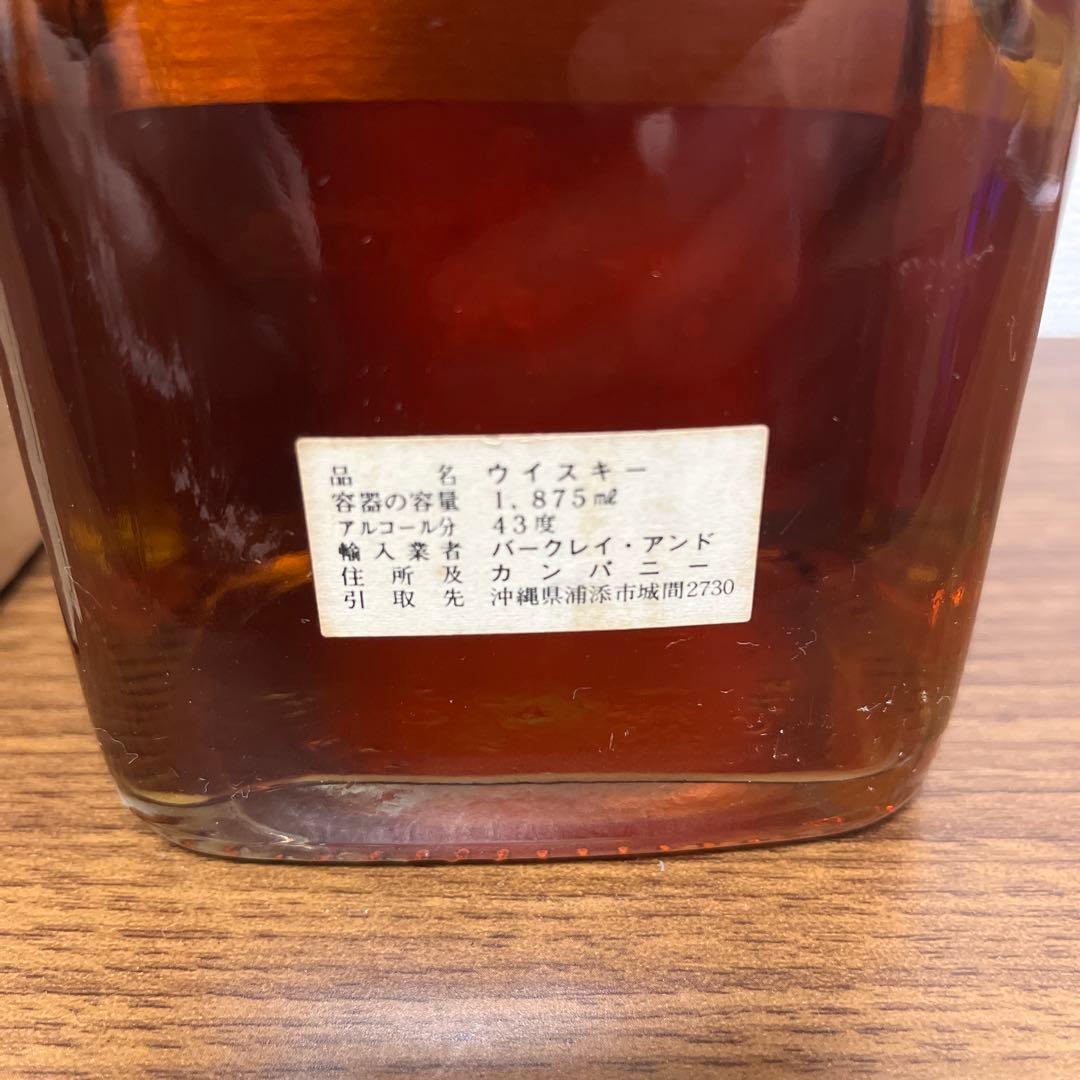 品名 ウイスキー
容器の容量 1,875㎖
アルコール分 43度
輸入業者 バークレイ・アンド
住所及 カンパニー
引取先 沖縄県浦添市城間2730